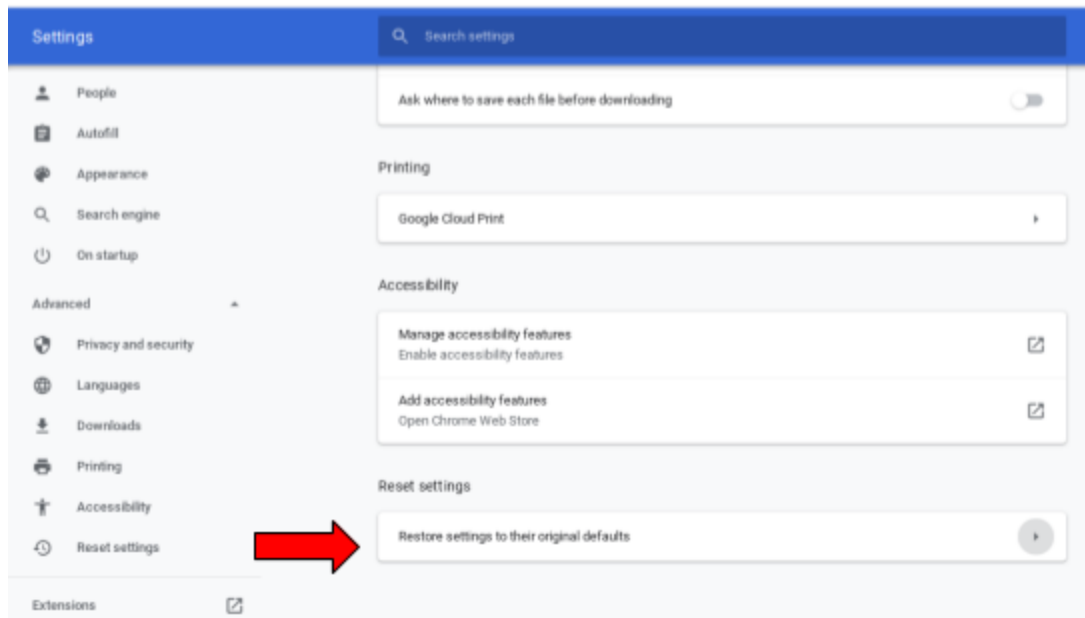 Settings
Search settings
People
Autofill
Appearance
Search engine
On startup
Advanced
Privacy and security
Languages
Downloads
Printing
Accessibility
Reset settings
Extensions
Ask where to save each file before downloading
Printing
Google Cloud Print
Accessibility
Manage accessibility features
Enable accessibility features
Add accessibility features
Open Chrome Web Store
Reset settings
Restore settings to their original defaults